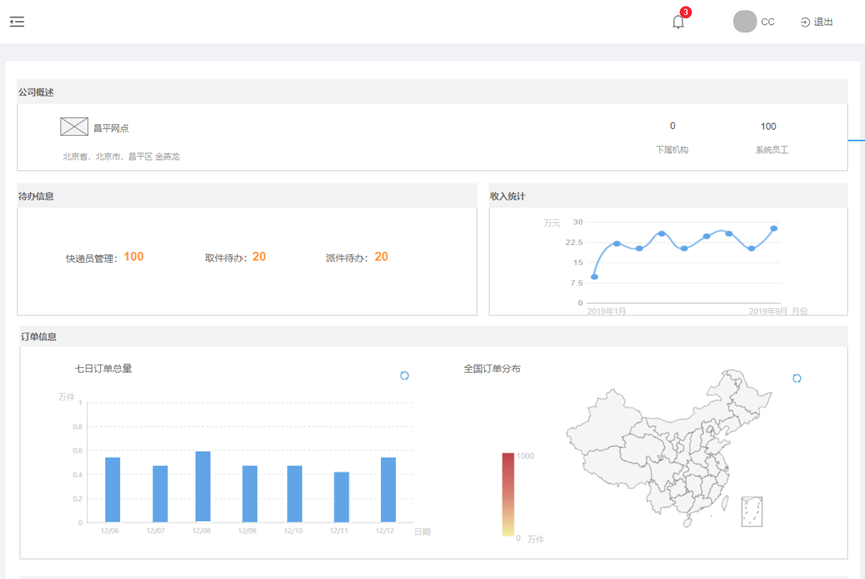 3
CC
退出
公司概述
昌平网点
北京省、北京市、昌平区 金燕龙
0
下属机构
100
系统员工
待办信息
快递员管理：100
取件待办：20
派件待办：20
收入统计
万元
30
22.5
15
7.5
0
2019年1月
2019年9月 月份
订单信息
七日订单总量
万件
1
0.8
0.6
0.4
0.2
0
12/06 12/07 12/08 12/09 12/10 12/11 12/12
日期
全国订单分布
1000
0
万件